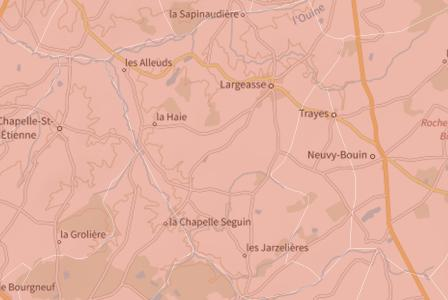 la Sapinaudière
l'Ouine
les Alleuds
Largeasse
la Haie
Trayes
Chapelle-St-
Étienne
Roche
Neuvy-Bouin
la Chapelle Seguin
la Grolière
les Jarzelières
le Bourgneuf